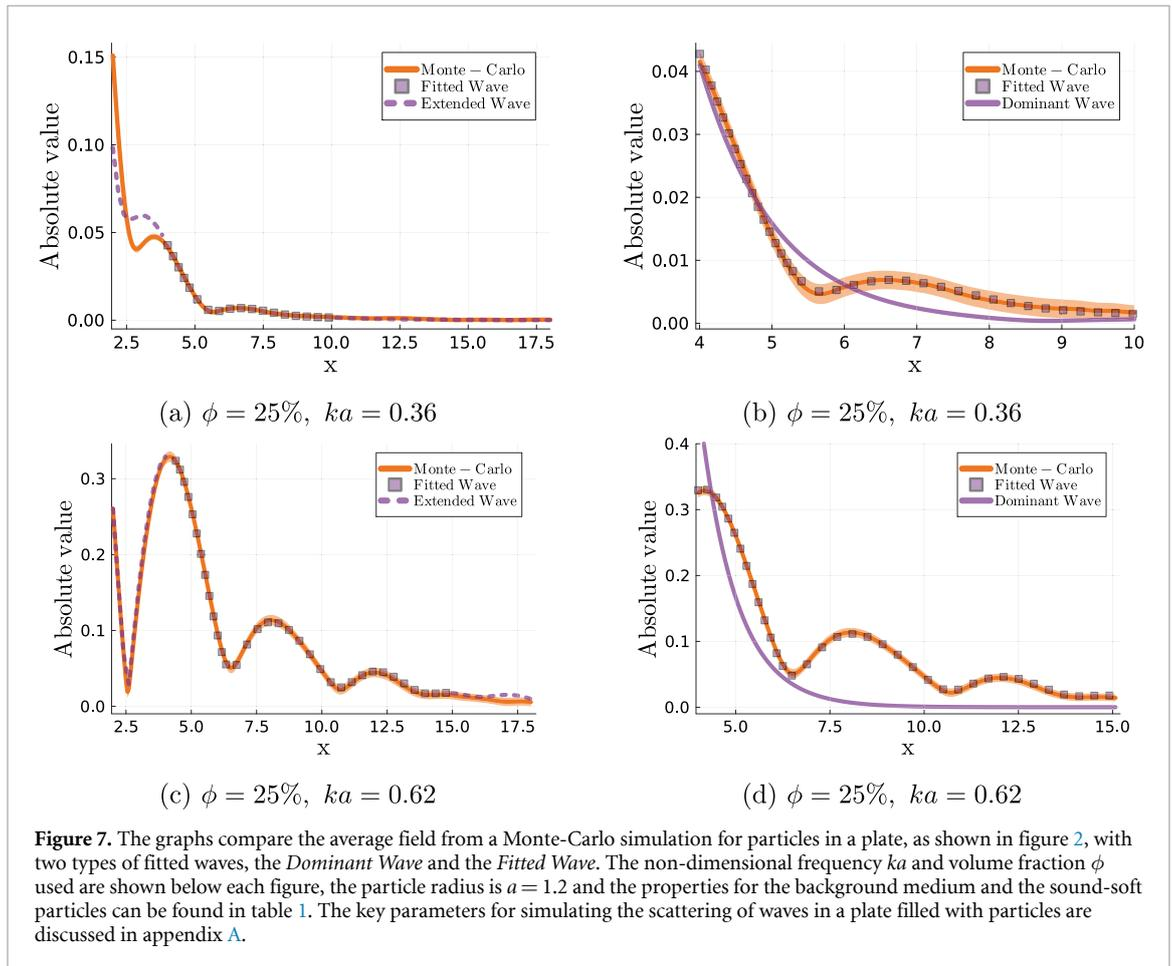 0.15
0.10
0.05
0.00
Absolute value
2.5 5.0 7.5 10.0 12.5 15.0 17.5
x
Monte − Carlo
Fitted Wave
Extended Wave
(a) ϕ = 25%, ka = 0.36
0.04
0.03
0.02
0.01
0.00
Absolute value
4 5 6 7 8 9 10
x
Monte − Carlo
Fitted Wave
Dominant Wave
(b) ϕ = 25%, ka = 0.36
0.3
0.2
0.1
0.0
Absolute value
2.5 5.0 7.5 10.0 12.5 15.0 17.5
x
Monte − Carlo
Fitted Wave
Extended Wave
(c) ϕ = 25%, ka = 0.62
0.4
0.3
0.2
0.1
0.0
Absolute value
5.0 7.5 10.0 12.5 15.0
x
Monte − Carlo
Fitted Wave
Dominant Wave
(d) ϕ = 25%, ka = 0.62
Figure 7. The graphs compare the average field from a Monte-Carlo simulation for particles in a plate, as shown in figure 2, with
two types of fitted waves, the Dominant Wave and the Fitted Wave. The non-dimensional frequency ka and volume fraction ϕ
used are shown below each figure, the particle radius is a = 1.2 and the properties for the background medium and the sound-soft
particles can be found in table 1. The key parameters for simulating the scattering of waves in a plate filled with particles are
discussed in appendix A.